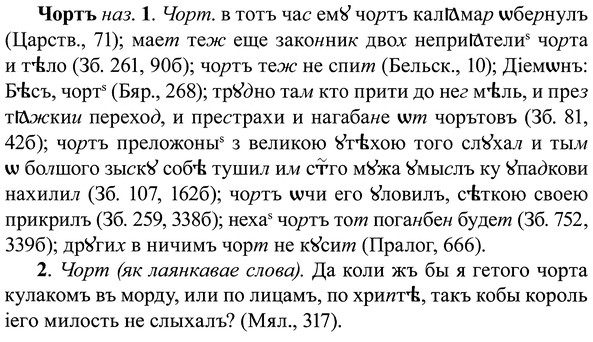 Чортъ наз. 1. Чорт. в тотъ час емꙋ чортъ калꙗмар ѡбернулъ
(Царств., 71); мает теж еще законник двох неприꙗтелиˢ чорта
и тѣло (Зб. 261, 90б); чортъ теж не спит (Бельск., 10); Діемѡнъ:
Бѣсъ, чортˢ (Бяр., 268); трꙋдно там кто прити до нег мѣль, и през
тꙗжкии переход, и престрахи и нагабане ѡт чорътовъ (Зб. 81,
42б); чортъ преложоныˢ з великою ꙋтѣхою того слꙋхал и тым
ѡ болшого зыскꙋ собѣ тушил им ст҃го мꙋжа ꙋмыслъ ку ꙋпадкови
нахилил (Зб. 107, 162б); чортъ ѡчи его ꙋловилъ, сѣткою своею
прикрилъ (Зб. 259, 338б); нехаˢ чортъ тот поганбен будет (Зб. 752,
339б); дрꙋгих в ничимъ чорт не кꙋсит (Пралог, 666).
2. Чорт (як лаянкавае слова). Да коли жъ бы я гетого чорта
кулакомъ въ морду, или по лицамъ, по хриптѣ, такъ кобы король
іего милость не слыхалъ? (Мял., 317).